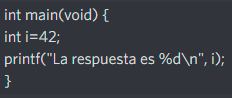 int main(void) {
int i=42;
printf("La respuesta es %d\n", i);
}